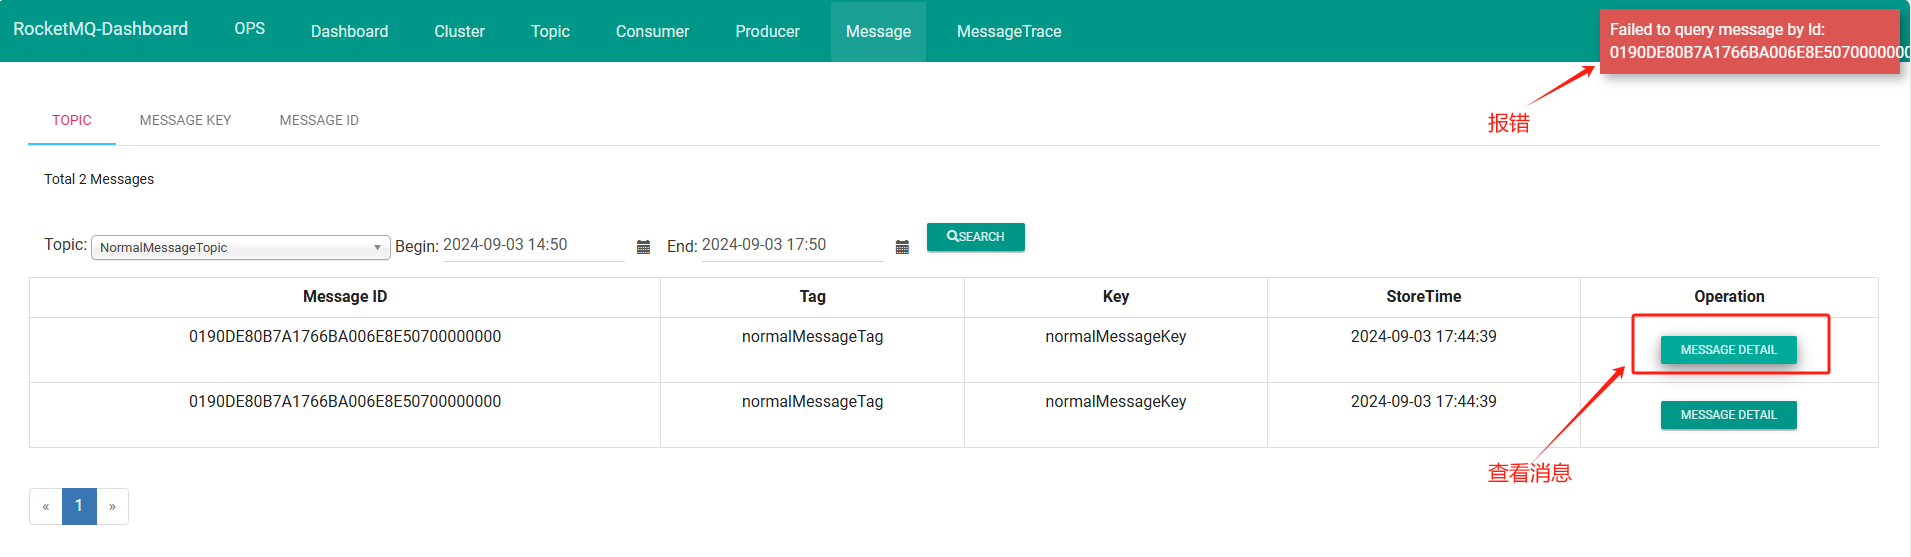 RocketMQ-Dashboard OPS Dashboard Cluster Topic Consumer Producer Message MessageTrace
Failed to query message by Id:
0190DE80B7A1766BA006E8E5070000000
报错
TOPIC MESSAGE KEY MESSAGE ID
Total 2 Messages
Topic: NormalMessageTopic Begin: 2024-09-03 14:50 End: 2024-09-03 17:50 SEARCH
Message ID Tag Key StoreTime Operation
0190DE80B7A1766BA006E8E50700000000 normalMessageTag normalMessageKey 2024-09-03 17:44:39 MESSAGE DETAIL
0190DE80B7A1766BA006E8E50700000000 normalMessageTag normalMessageKey 2024-09-03 17:44:39 MESSAGE DETAIL
查看消息
« 1 »